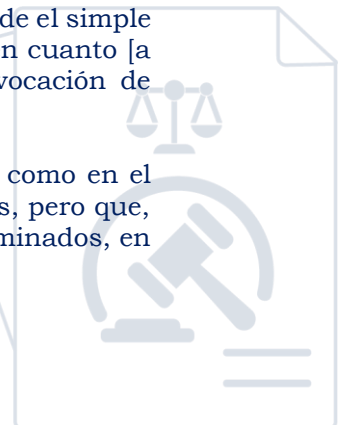 de el simple
n cuanto [a
vocación de
como en el
s, pero que,
minados, en